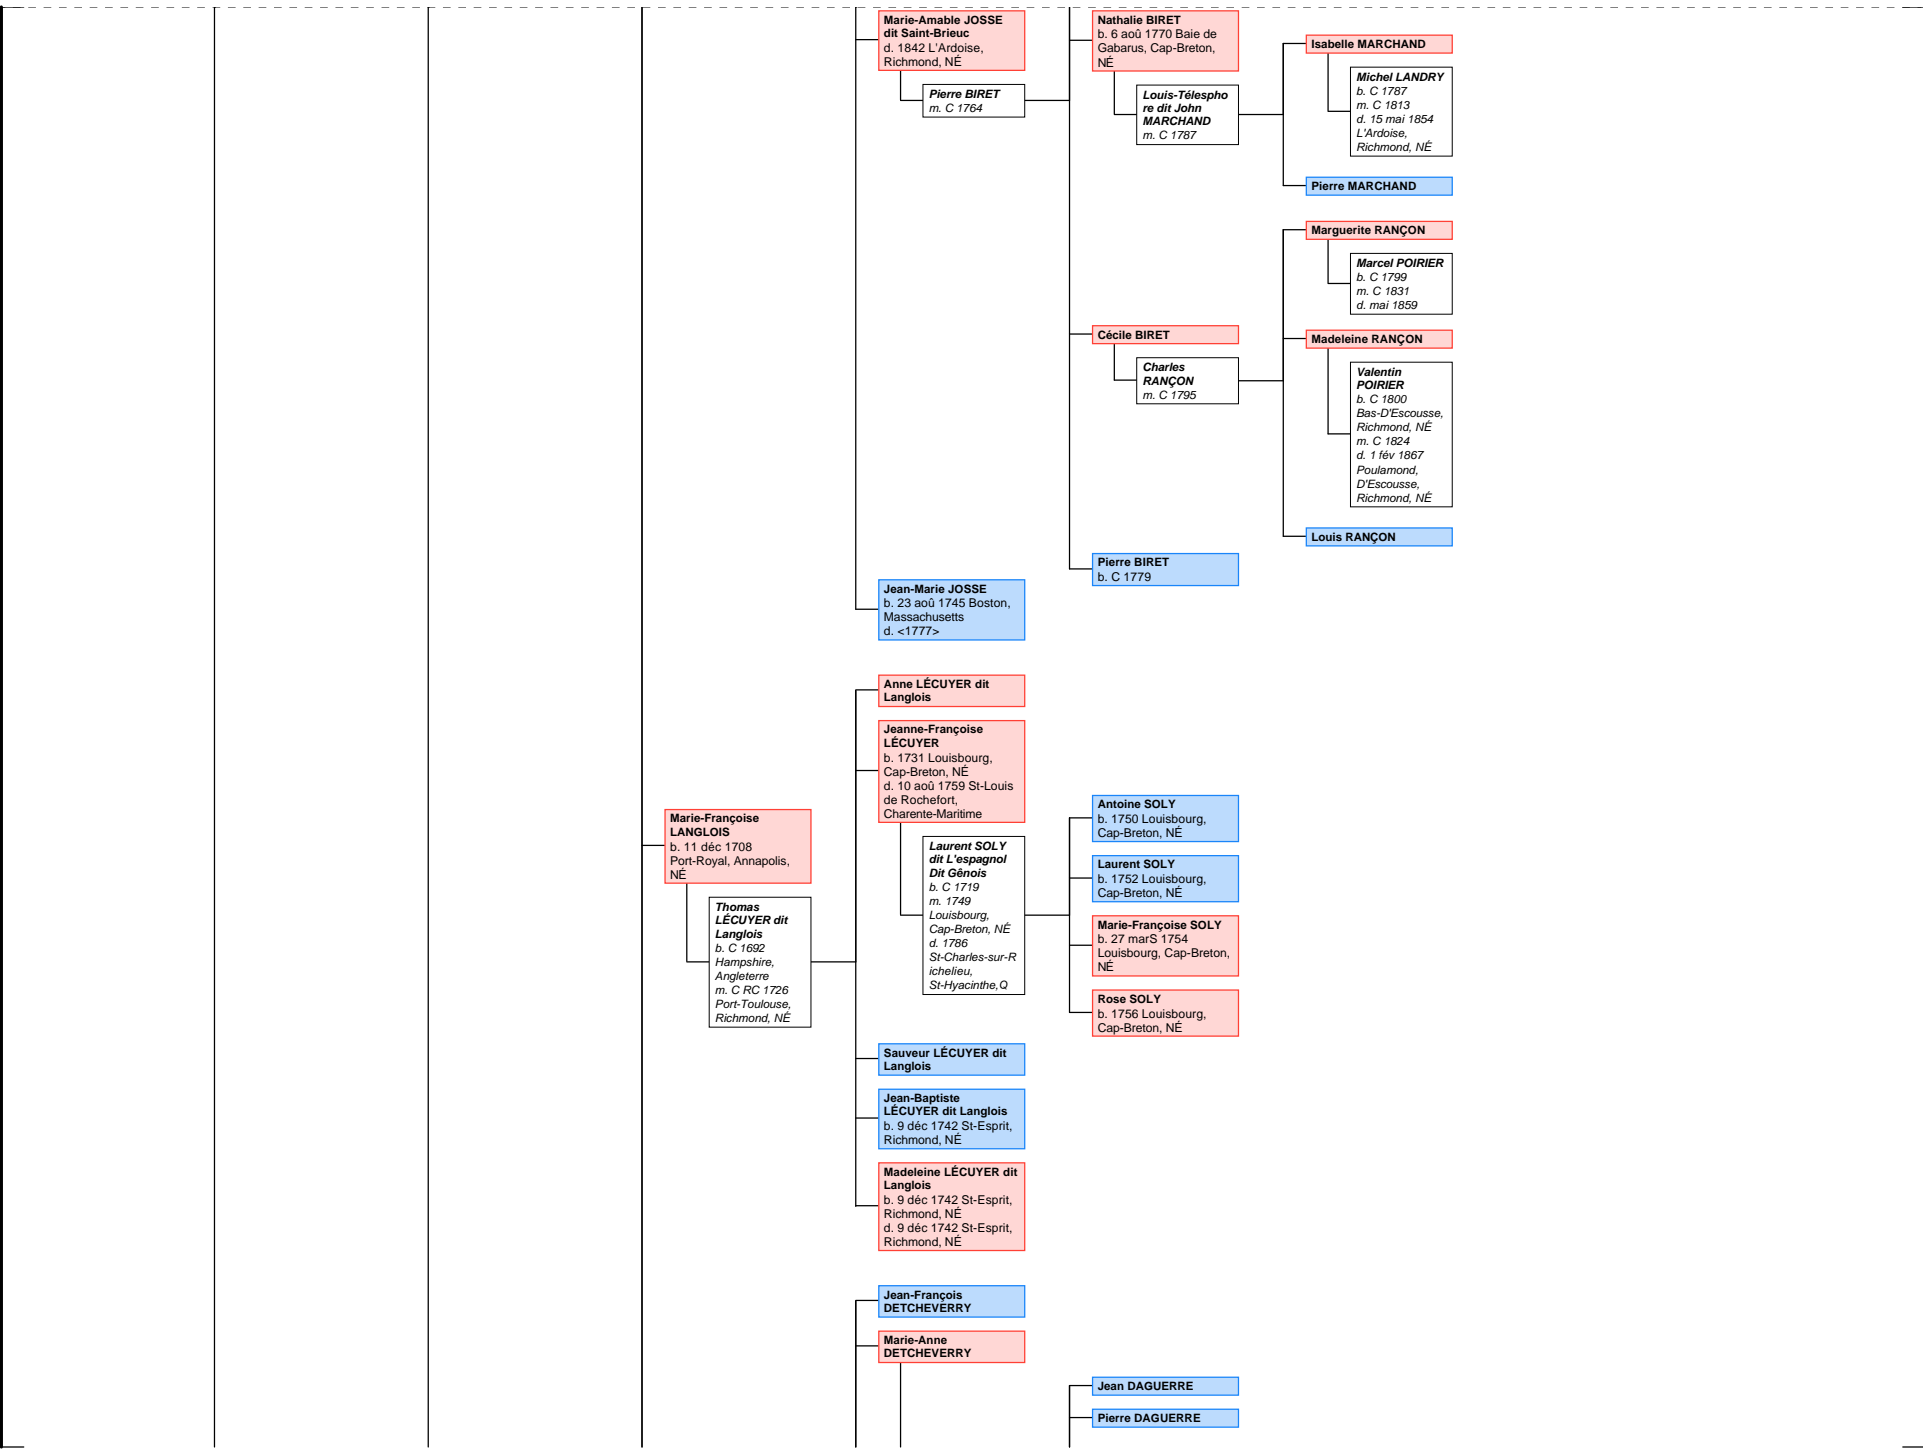 Marie-Amable JOSSE
dit Saint-Brieuc
d. 1842 L'Ardoise,
Richmond, NÉ
Pierre BIRET
m. C 1764
Nathalie BIRET
b. 6 aoû 1770 Baie de
Gabarus, Cap-Breton,
NÉ
Louis-Télespho
re dit John
MARCHAND
m. C 1787
Isabelle MARCHAND
Michel LANDRY
b. C 1787
m. C 1813
d. 15 mai 1854
L'Ardoise,
Richmond, NÉ
Pierre MARCHAND
Marguerite RANÇON
Marcel POIRIER
b. C 1799
m. C 1831
d. mai 1859
Cécile BIRET
Charles
RANÇON
m. C 1795
Madeleine RANÇON
Valentin
POIRIER
b. C 1800
Bas-D'Escousse,
Richmond, NÉ
m. C 1824
d. 1 fév 1867
Poulamond,
D'Escousse,
Richmond, NÉ
Louis RANÇON
Pierre BIRET
b. C 1779
Jean-Marie JOSSE
b. 23 aoû 1745 Boston,
Massachusetts
d. <1777>
Marie-Françoise
LANGLOIS
b. 11 déc 1708
Port-Royal, Annapolis,
NÉ
Thomas
LÉCUYER dit
Langlois
b. C 1692
Hampshire,
Angleterre
m. C RC 1726
Port-Toulouse,
Richmond, NÉ
Anne LÉCUYER dit
Langlois
Jeanne-Françoise
LÉCUYER
b. 1731 Louisbourg,
Cap-Breton, NÉ
d. 10 aoû 1759 St-Louis
de Rochefort,
Charente-Maritime
Laurent SOLY
dit L'espagnol
Dit Gênois
b. C 1719
m. 1749
Louisbourg,
Cap-Breton, NÉ
d. 1786
St-Charles-sur-R
ichelieu,
St-Hyacinthe,Q
Antoine SOLY
b. 1750 Louisbourg,
Cap-Breton, NÉ
Laurent SOLY
b. 1752 Louisbourg,
Cap-Breton, NÉ
Marie-Françoise SOLY
b. 27 marS 1754
Louisbourg, Cap-Breton,
NÉ
Rose SOLY
b. 1756 Louisbourg,
Cap-Breton, NÉ
Sauveur LÉCUYER dit
Langlois
Jean-Baptiste
LÉCUYER dit Langlois
b. 9 déc 1742 St-Esprit,
Richmond, NÉ
Madeleine LÉCUYER dit
Langlois
b. 9 déc 1742 St-Esprit,
Richmond, NÉ
d. 9 déc 1742 St-Esprit,
Richmond, NÉ
Jean-François
DETCHEVERRY
Marie-Anne
DETCHEVERRY
Jean DAGUERRE
Pierre DAGUERRE